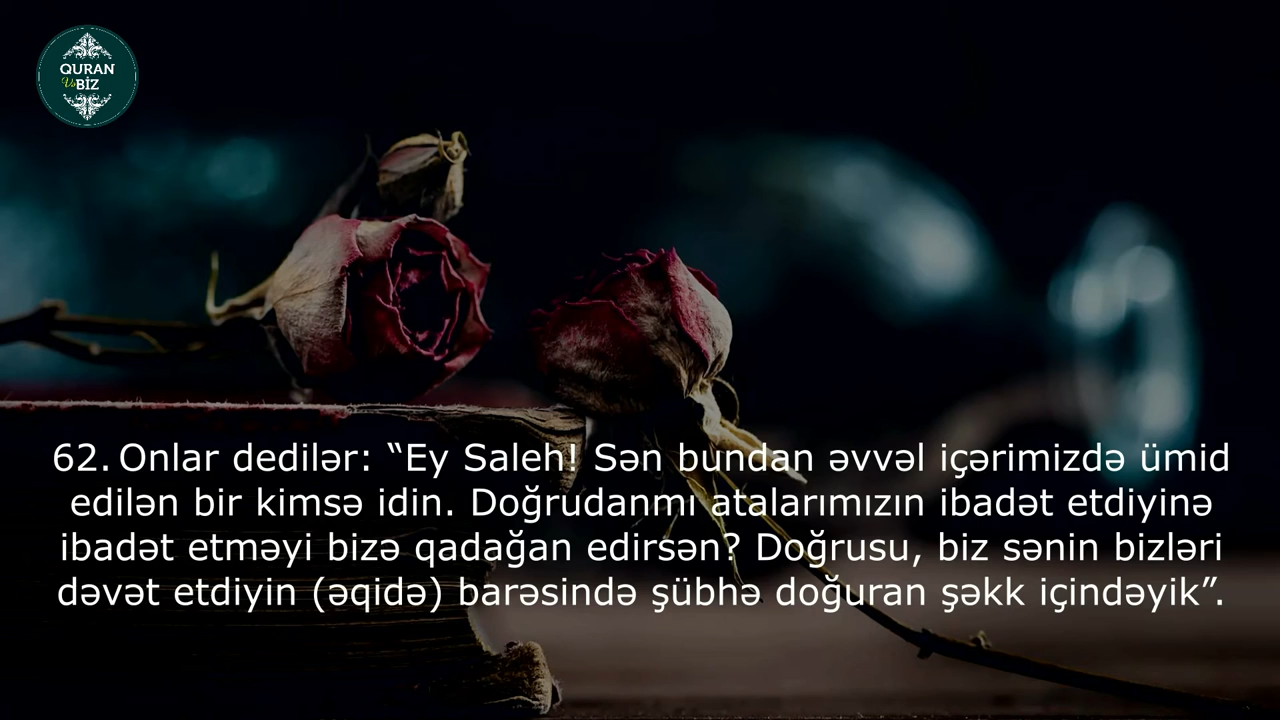 QURAN
Və BİZ
62. Onlar dedilər: “Ey Saleh! Sən bundan əvvəl içərimizdə ümid
edilən bir kimsə idin. Doğrudanmı atalarımızın ibadət etdiyinə
ibadət etməyi bizə qadağan edirsən? Doğrusu, biz sənin bizləri
dəvət etdiyin (əqidə) barəsində şübhə doğuran şəkk içindəyik”.